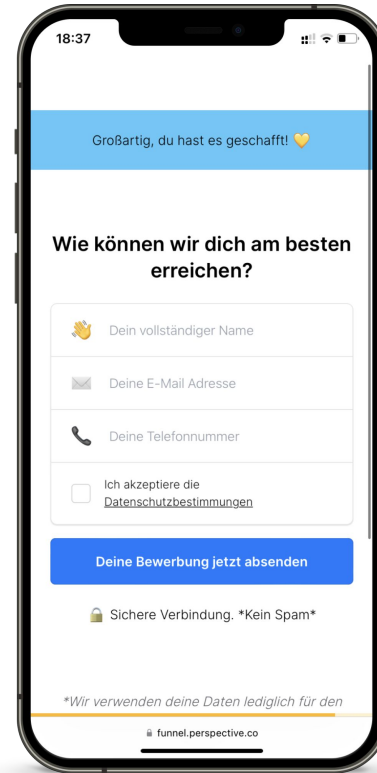 18:37
Großartig, du hast es geschafft! 💛
Wie können wir dich am besten
erreichen?
Dein vollständiger Name
Deine E-Mail Adresse
Deine Telefonnummer
Ich akzeptiere die
Datenschutzbestimmungen
Deine Bewerbung jetzt absenden
Sichere Verbindung. *Kein Spam*
*Wir verwenden deine Daten lediglich für den
funnel.perspective.co